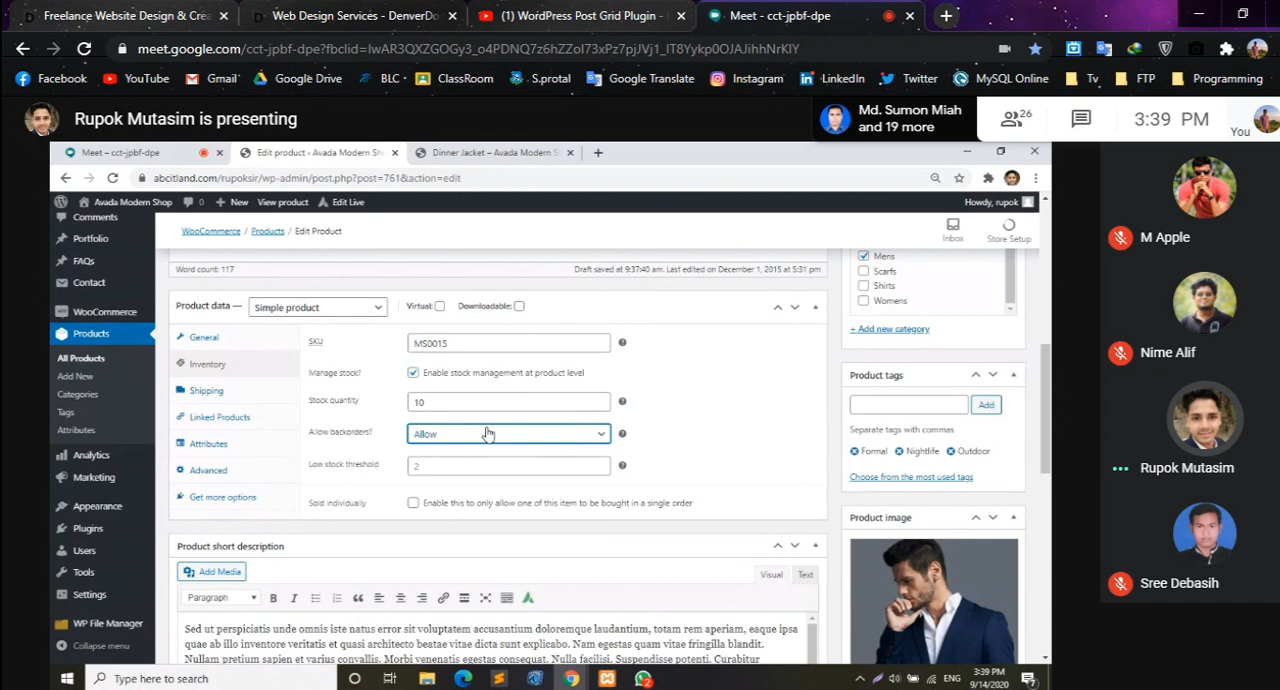 Freelance Website Design & Crea
Web Design Services - DenverDo
(1) WordPress Post Grid Plugin -
Meet - cct-jpbf-dpe
meet.google.com/cct-jpbf-dpe?fbclid=IwAR3QXZGOGy3_o4PDNQ7z6hZZoI73xPz7pjJVj1_IT8Yykp0OJAJihhNrKIY
Facebook YouTube Gmail Google Drive BLC ClassRoom S.protal Google Translate Instagram LinkedIn Twitter MySQL Online Tv FTP Programming
Rupok Mutasim is presenting
Md. Sumon Miah
and 19 more
26
3:39 PM
You
Meet – cct-jpbf-dpe
Edit product ‹ Avada Modern Sh
Dinner Jacket – Avada Modern S
abcitland.com/rupoksir/wp-admin/post.php?post=761&action=edit
Avada Modern Shop 0 New View product Edit Live Howdy, rupok
Comments
Portfolio
FAQs
Contact
WooCommerce
Products
All Products
Add New
Categories
Tags
Attributes
Analytics
Marketing
Appearance
Plugins
Users
Tools
Settings
WP File Manager
Collapse menu
WooCommerce / Products / Edit Product
Inbox
Store Setup
Word count: 117
Draft saved at 9:37:40 am. Last edited on December 1, 2015 at 5:31 pm
Product data — Simple product Virtual: Downloadable:
General
Inventory
Shipping
Linked Products
Attributes
Advanced
Get more options
SKU MS0015
Manage stock? Enable stock management at product level
Stock quantity 10
Allow backorders? Allow
Low stock threshold 2
Sold individually Enable this to only allow one of this item to be bought in a single order
Product short description
Add Media
Visual Text
Paragraph B I
Sed ut perspiciatis unde omnis iste natus error sit voluptatem accusantium doloremque laudantium, totam rem aperiam, eaque ipsa
quae ab illo inventore veritatis et quasi architecto beatae vitae dicta sunt explicabo. Nam egestas quam vitae fringilla blandit.
Nullam pretium sapien et varius convallis. Morbi venenatis egestas consequat. Nulla facilisi. Suspendisse potenti. Curabitur
Mens
Scarfs
Shirts
Womens
+ Add new category
Product tags
Add
Separate tags with commas
Formal Nightlife Outdoor
Choose from the most used tags
Product image
M Apple
Nime Alif
Rupok Mutasim
Sree Debasih
Type here to search
2
ENG
3:39 PM
9/14/2020
7